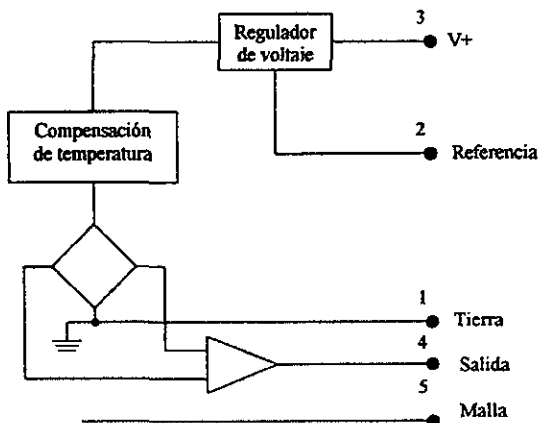 Regulador
de voltaje
3
V+
Compensación
de temperatura
2
Referencia
1
Tierra
4
Salida
5
Malla